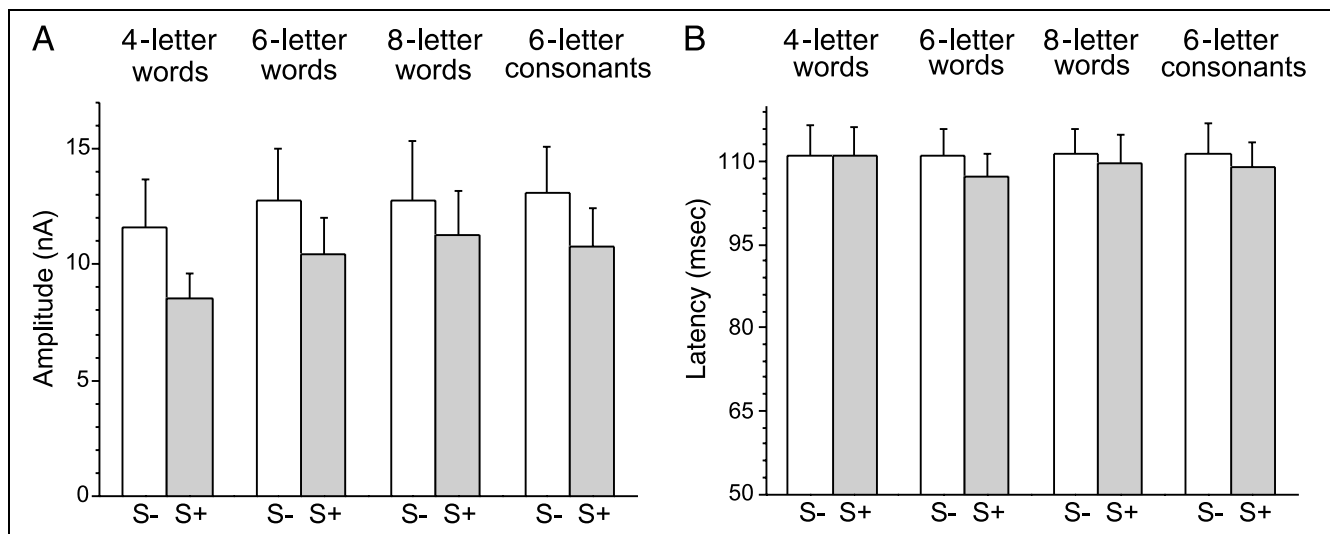 A
4-letter words
6-letter words
8-letter words
6-letter consonants
Amplitude (nA)
15
10
5
0
S- S+ S- S+ S- S+ S- S+
B
4-letter words
6-letter words
8-letter words
6-letter consonants
Latency (msec)
110
95
80
65
50
S- S+ S- S+ S- S+ S- S+